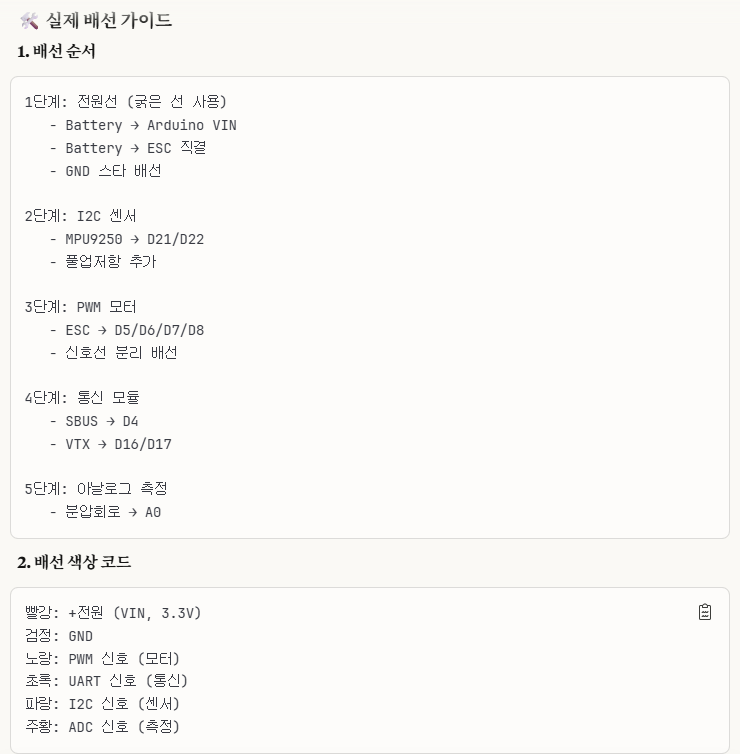 🛠️ 실제 배선 가이드
1. 배선 순서
1단계: 전원선 (굵은 선 사용)
- Battery → Arduino VIN
- Battery → ESC 직결
- GND 스타 배선
2단계: I2C 센서
- MPU9250 → D21/D22
- 풀업저항 추가
3단계: PWM 모터
- ESC → D5/D6/D7/D8
- 신호선 분리 배선
4단계: 통신 모듈
- SBUS → D4
- VTX → D16/D17
5단계: 아날로그 측정
- 분압회로 → A0
2. 배선 색상 코드
빨강: +전원 (VIN, 3.3V)
검정: GND
노랑: PWM 신호 (모터)
초록: UART 신호 (통신)
파랑: I2C 신호 (센서)
주황: ADC 신호 (측정)